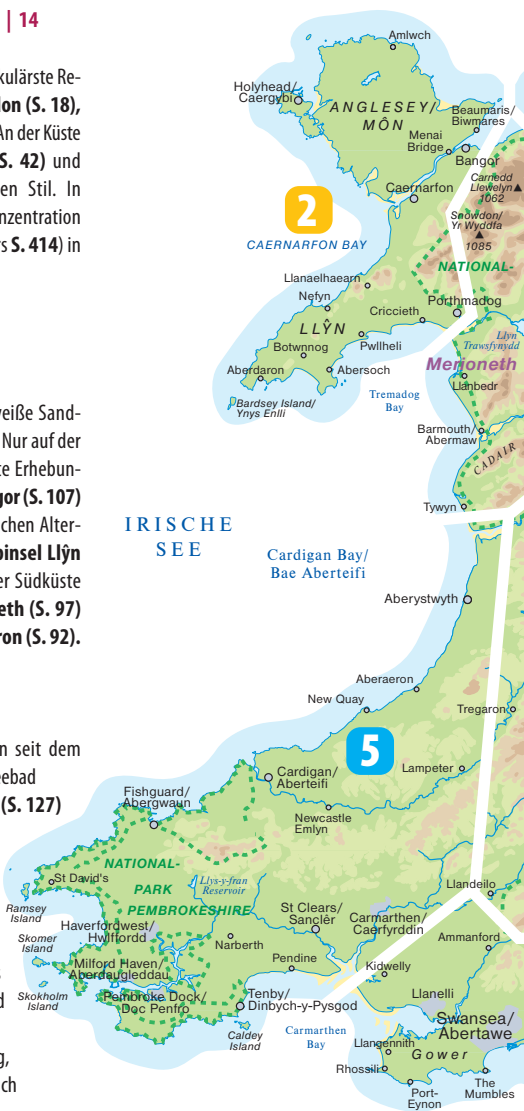 | 14
kulärste Re-
lon (S. 18),
An der Küste
S. 42) und
en Stil. In
nzentration
rs S. 414) in
weiße Sand-
Nur auf der
te Erhebun-
gor (S. 107)
chen Alter-
binsel Llŷn
er Südküste
eth (S. 97)
ron (S. 92).
n seit dem
eebad
(S. 127)
s
d
g,
ch
Amlwch
Holyhead/
Caergybi
ANGLESEY/
MÔN
Beaumaris/
Biwmares
Menai
Bridge
Bangor
Carnedd
Llewelyn
1062
Caernarfon
Snowdon/
Yr Wyddfa
1085
2
CAERNARFON BAY
NATIONAL-
Llanaelhaearn
Nefyn
Porthmadog
Criccieth
LLŶN
Llyn
Trawsfynydd
Botwnnog
Pwllheli
Merioneth
Aberdaron
Abersoch
Llanbedr
Bardsey Island/
Ynys Enlli
Tremadog
Bay
Barmouth/
Abermaw
CADAIR
Tywyn
IRISCHE
SEE
Cardigan Bay/
Bae Aberteifi
Aberystwyth
Aberaeron
New Quay
Tregaron
5
Lampeter
Cardigan/
Aberteifi
Fishguard/
Abergwaun
Newcastle
Emlyn
NATIONAL-
PARK
PEMBROKESHIRE
St David's
Llys-y-fran
Reservoir
Llandeilo
Ramsey
Island
St Clears/
Sanclêr
Carmarthen/
Caerfyrddin
Haverfordwest/
Hwlffordd
Skomer
Island
Narberth
Ammanford
Milford Haven/
Aberdaugleddau
Pendine
Kidwelly
Skokholm
Island
Pembroke Dock/
Doc Penfro
Tenby/
Dinbych-y-Pysgod
Llanelli
Caldey
Island
Carmarthen
Bay
Swansea/
Abertawe
Llangennith
Gower
Rhossili
Port-
Eynon
The
Mumbles